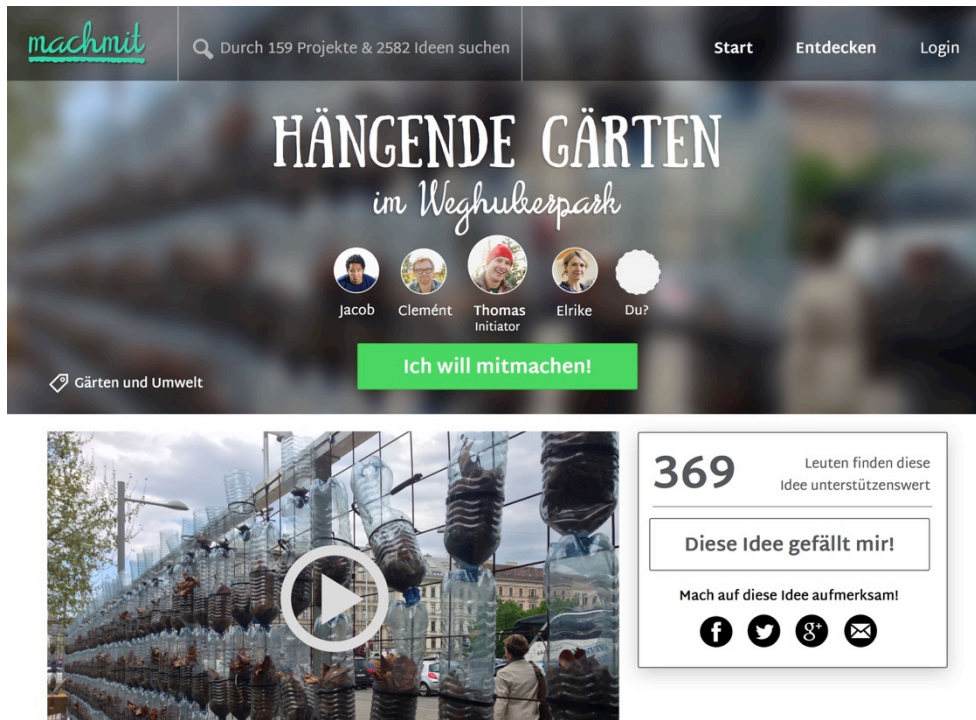 machmit
Durch 159 Projekte & 2582 Ideen suchen
Start
Entdecken
Login
HÄNGENDE GÄRTEN
im Weghuberpark
Jacob
Clemént
Thomas
Initiator
Elrike
Du?
Ich will mitmachen!
Gärten und Umwelt
369
Leuten finden diese
Idee unterstützenswert
Diese Idee gefällt mir!
Mach auf diese Idee aufmerksam!